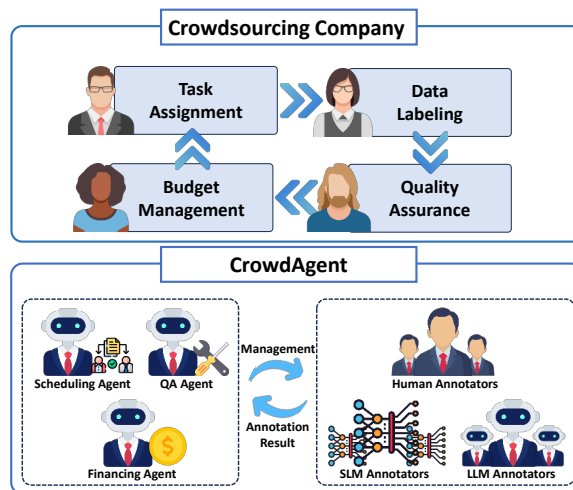 Crowdsourcing Company
Task
Assignment
Data
Labeling
Budget
Management
Quality
Assurance
CrowdAgent
Scheduling Agent
QA Agent
$
Financing Agent
Management
Annotation
Result
Human Annotators
SLM Annotators
LLM Annotators